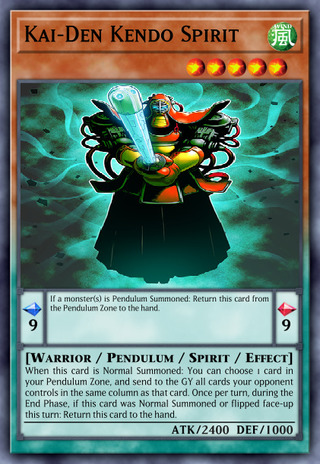 Kai-Den Kendo Spirit
WIND
風
If a monster(s) is Pendulum Summoned: Return this card from
the Pendulum Zone to the hand.
9
9
[Warrior / Pendulum / Spirit / Effect]
When this card is Normal Summoned: You can choose 1 card in
your Pendulum Zone, and send to the GY all cards your opponent
controls in the same column as that card. Once per turn, during the
End Phase, if this card was Normal Summoned or flipped face-up
this turn: Return this card to the hand.
ATK/2400 DEF/1000